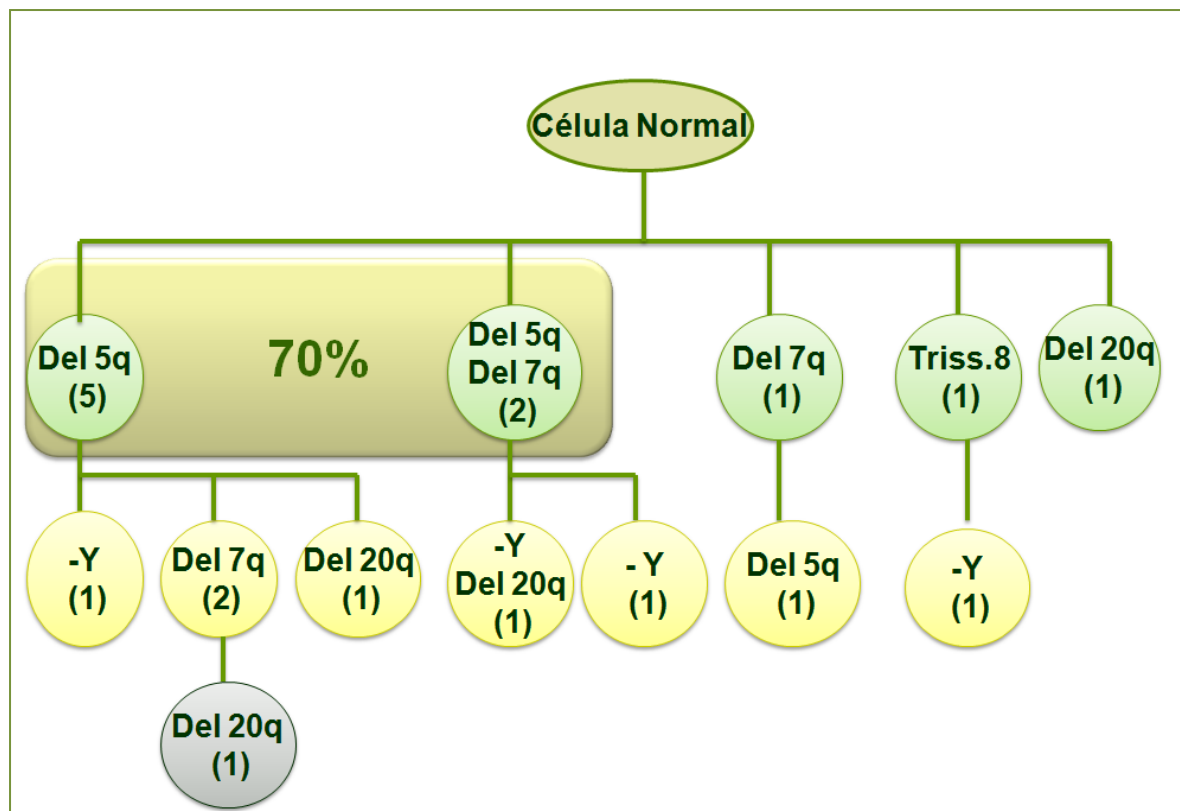 Célula Normal
70%
Del 5q
(5)
Del 5q
Del 7q
(2)
Del 7q
(1)
Triss.8
(1)
Del 20q
(1)
-Y
(1)
Del 7q
(2)
Del 20q
(1)
-Y
Del 20q
(1)
- Y
(1)
Del 5q
(1)
-Y
(1)
Del 20q
(1)